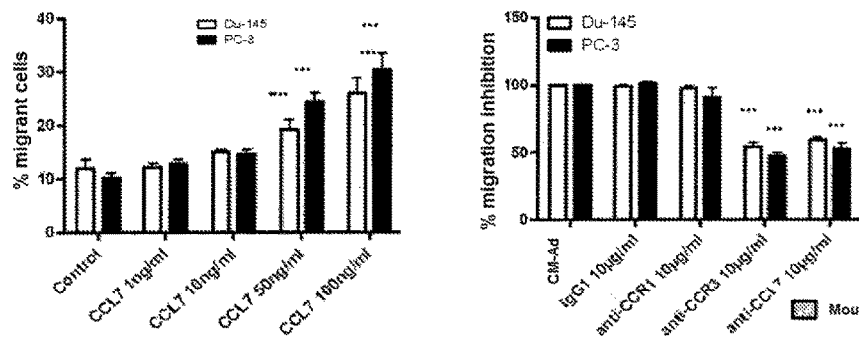 40
30
20
10
0
% migrant cells
Du-145
PC-3
***
***
****
***
Control
CCL7 1ng/ml
CCL7 10ng/ml
CCL7 50ng/ml
CCL7 100ng/ml
150
100
50
0
% migration inhibition
Du-145
PC-3
***
***
***
***
CM-Ad
IgG1 10µg/ml
anti-CCR1 10µg/ml
anti-CCR3 10µg/ml
anti-CCL7 10µg/ml
Mou